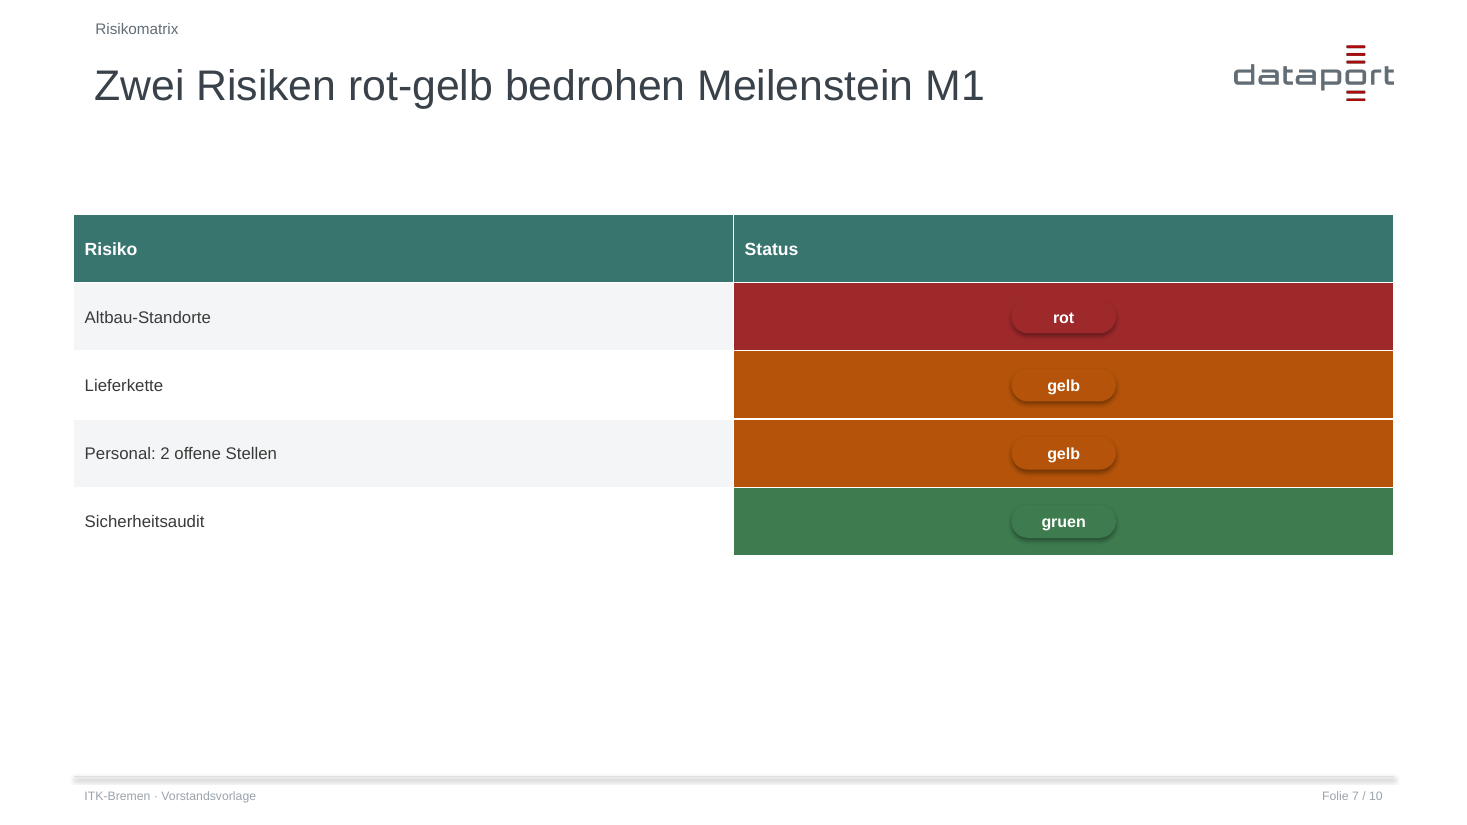 Risikomatrix
Zwei Risiken rot-gelb bedrohen Meilenstein M1
dataport
Risiko Status
Altbau-Standorte rot
Lieferkette gelb
Personal: 2 offene Stellen gelb
Sicherheitsaudit gruen
ITK-Bremen · Vorstandsvorlage Folie 7 / 10